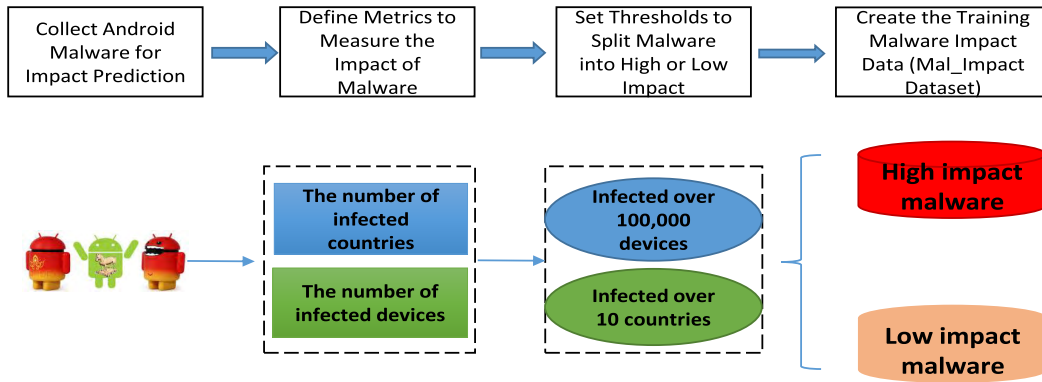 Collect Android
Malware for
Impact Prediction
Define Metrics to
Measure the
Impact of
Malware
Set Thresholds to
Split Malware
into High or Low
Impact
Create the Training
Malware Impact
Data (Mal_Impact
Dataset)
The number of
infected
countries
The number of
infected devices
Infected over
100,000
devices
Infected over
10 countries
High impact
malware
Low impact
malware